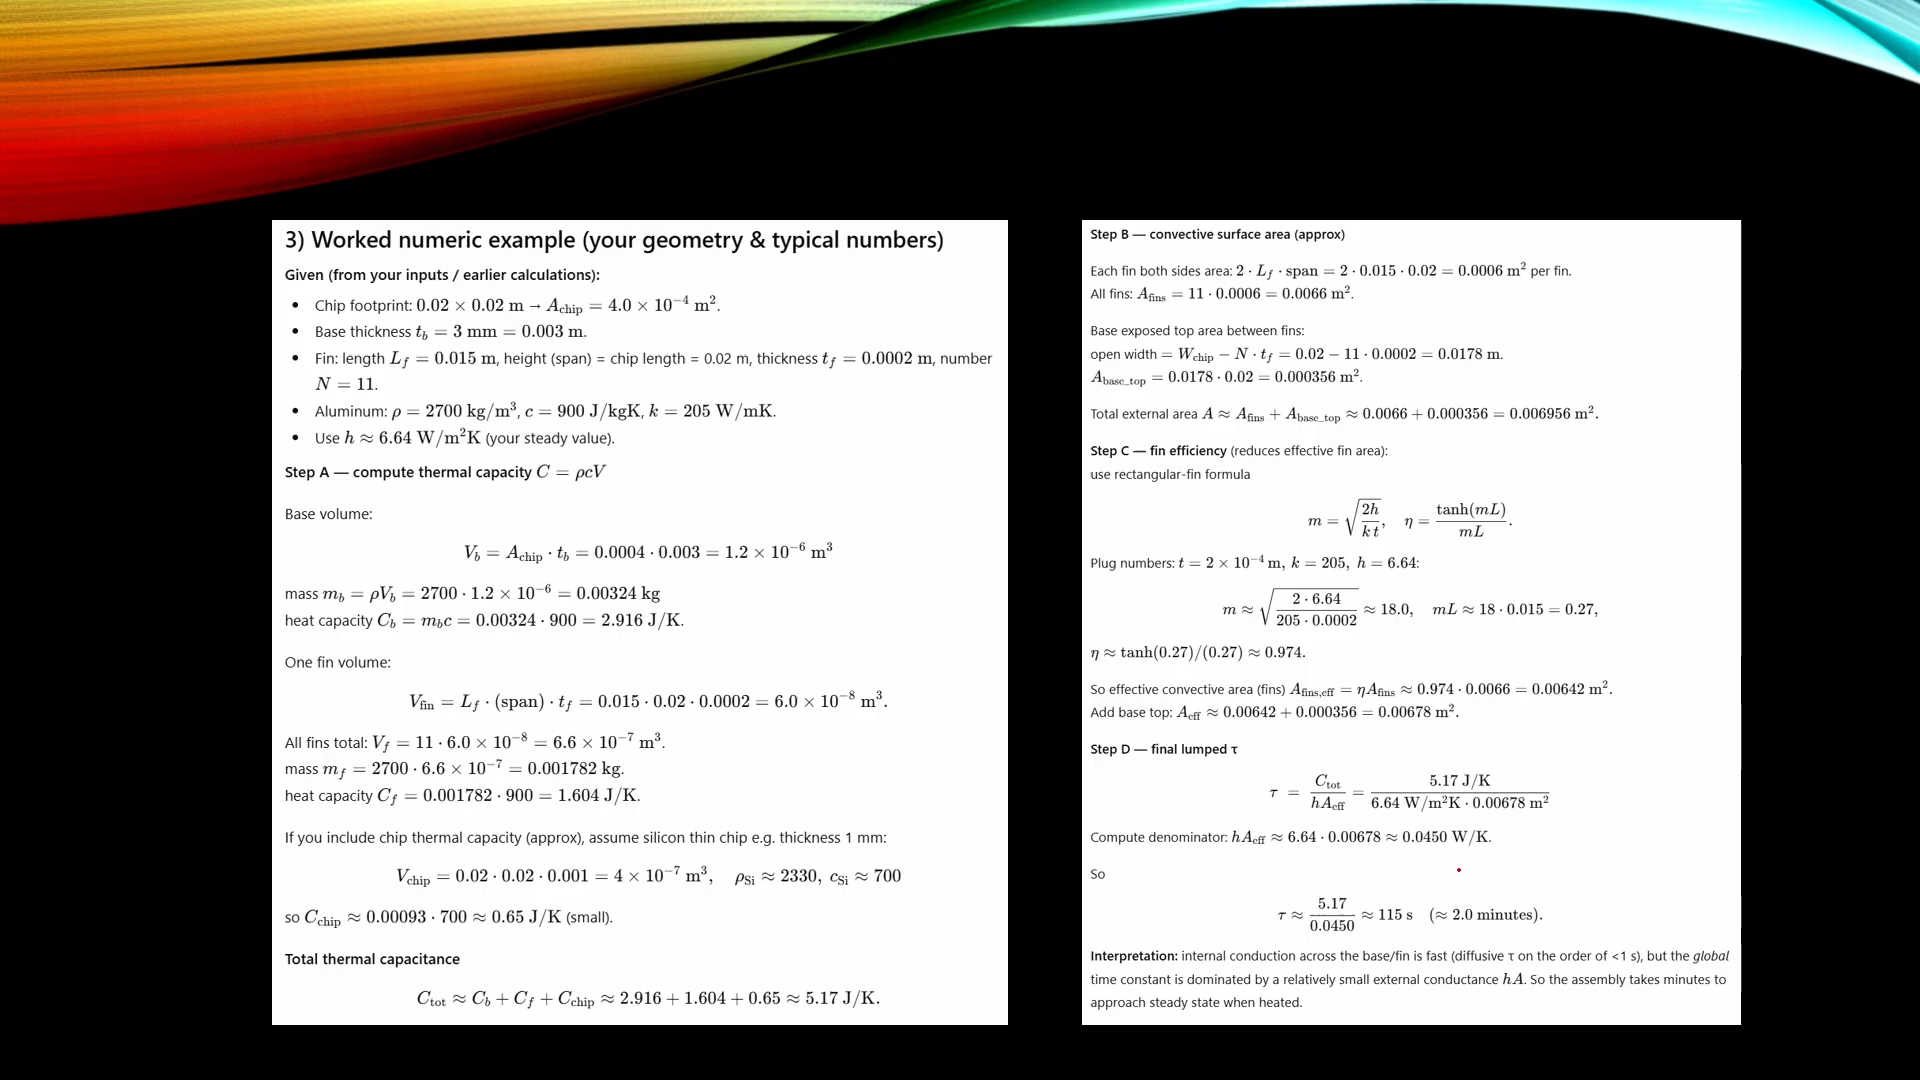 3) Worked numeric example (your geometry & typical numbers)
Given (from your inputs / earlier calculations):
• Chip footprint: 0.02 × 0.02 m → A_chip = 4.0 × 10⁻⁴ m².
• Base thickness t_b = 3 mm = 0.003 m.
• Fin: length L_f = 0.015 m, height (span) = chip length = 0.02 m, thickness t_f = 0.0002 m, number
N = 11.
• Aluminum: ρ = 2700 kg/m³, c = 900 J/kgK, k = 205 W/mK.
• Use h ≈ 6.64 W/m²K (your steady value).
Step A — compute thermal capacity C = ρcV
Base volume:
V_b = A_chip · t_b = 0.0004 · 0.003 = 1.2 × 10⁻⁶ m³
mass m_b = ρV_b = 2700 · 1.2 × 10⁻⁶ = 0.00324 kg
heat capacity C_b = m_b c = 0.00324 · 900 = 2.916 J/K.
One fin volume:
V_fin = L_f · (span) · t_f = 0.015 · 0.02 · 0.0002 = 6.0 × 10⁻⁸ m³.
All fins total: V_f = 11 · 6.0 × 10⁻⁸ = 6.6 × 10⁻⁷ m³.
mass m_f = 2700 · 6.6 × 10⁻⁷ = 0.001782 kg.
heat capacity C_f = 0.001782 · 900 = 1.604 J/K.
If you include chip thermal capacity (approx), assume silicon thin chip e.g. thickness 1 mm:
V_chip = 0.02 · 0.02 · 0.001 = 4 × 10⁻⁷ m³, ρ_Si ≈ 2330, c_Si ≈ 700
so C_chip ≈ 0.00093 · 700 ≈ 0.65 J/K (small).
Total thermal capacitance
C_tot ≈ C_b + C_f + C_chip ≈ 2.916 + 1.604 + 0.65 ≈ 5.17 J/K.
Step B — convective surface area (approx)
Each fin both sides area: 2 · L_f · span = 2 · 0.015 · 0.02 = 0.0006 m² per fin.
All fins: A_fins = 11 · 0.0006 = 0.0066 m².
Base exposed top area between fins:
open width = W_chip − N · t_f = 0.02 − 11 · 0.0002 = 0.0178 m.
A_base_top = 0.0178 · 0.02 = 0.000356 m².
Total external area A ≈ A_fins + A_base_top ≈ 0.0066 + 0.000356 = 0.006956 m².
Step C — fin efficiency (reduces effective fin area):
use rectangular-fin formula
m = √(2h / k t), η = tanh(mL) / mL.
Plug numbers: t = 2 × 10⁻⁴ m, k = 205, h = 6.64:
m ≈ √(2 · 6.64 / 205 · 0.0002) ≈ 18.0, mL ≈ 18 · 0.015 = 0.27,
η ≈ tanh(0.27)/(0.27) ≈ 0.974.
So effective convective area (fins) A_fins,eff = ηA_fins ≈ 0.974 · 0.0066 = 0.00642 m².
Add base top: A_eff ≈ 0.00642 + 0.000356 = 0.00678 m².
Step D — final lumped τ
τ = C_tot / hA_eff = 5.17 J/K / 6.64 W/m²K · 0.00678 m²
Compute denominator: hA_eff ≈ 6.64 · 0.00678 ≈ 0.0450 W/K.
So
τ ≈ 5.17 / 0.0450 ≈ 115 s (≈ 2.0 minutes).
Interpretation: internal conduction across the base/fin is fast (diffusive τ on the order of <1 s), but the global
time constant is dominated by a relatively small external conductance hA. So the assembly takes minutes to
approach steady state when heated.